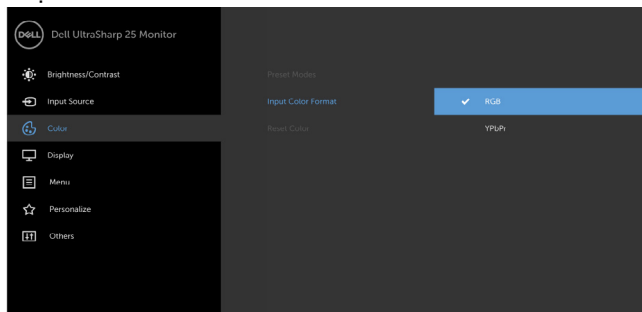 DELL Dell UltraSharp 25 Monitor
Brightness/Contrast
Preset Modes
Input Source
Input Color Format
RGB
Color
Reset Color
YPbPr
Display
Menu
Personalize
Others